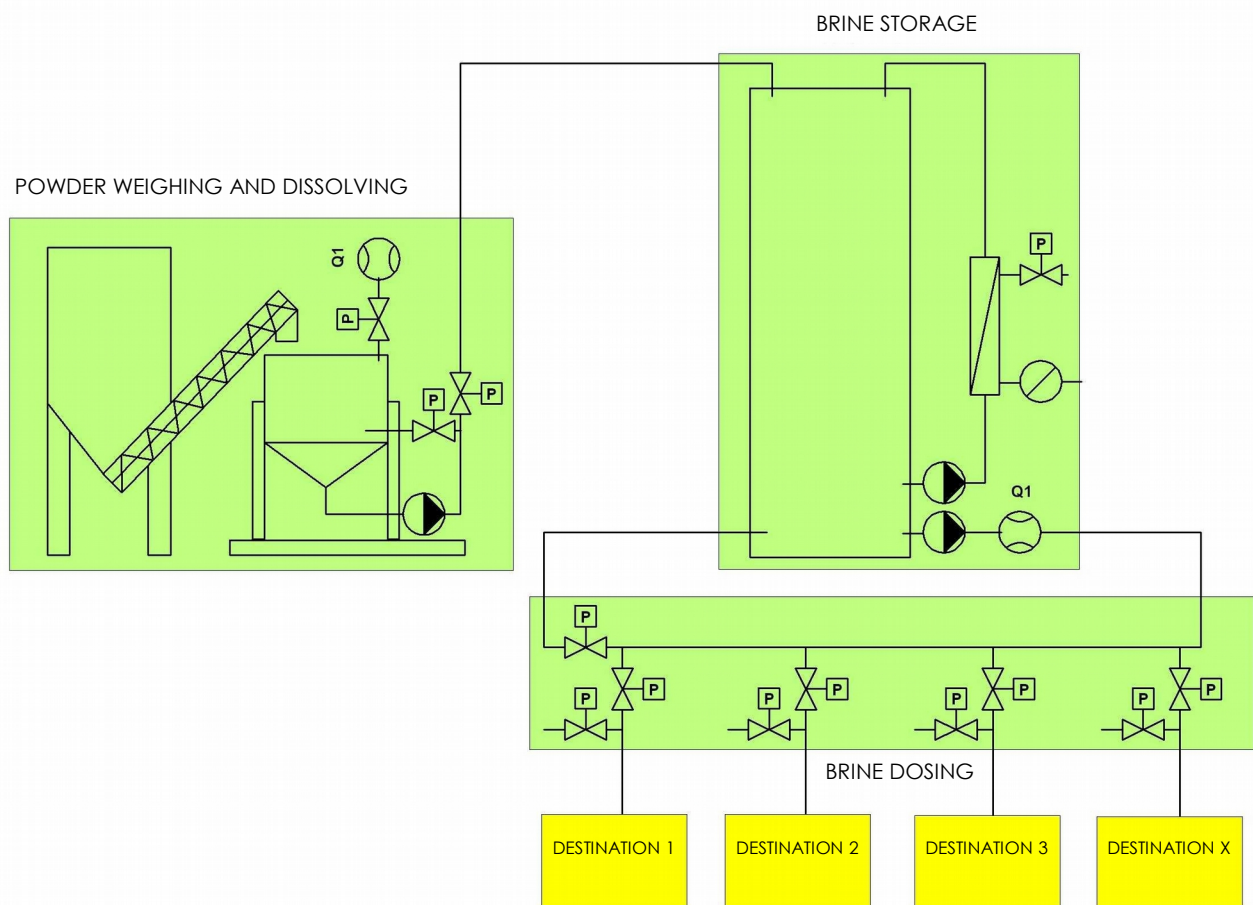 BRINE STORAGE
POWDER WEIGHING AND DISSOLVING
Q1
P
P
P
P
Q1
P
P
P
P
P
P
P
P
P
BRINE DOSING
DESTINATION 1
DESTINATION 2
DESTINATION 3
DESTINATION X